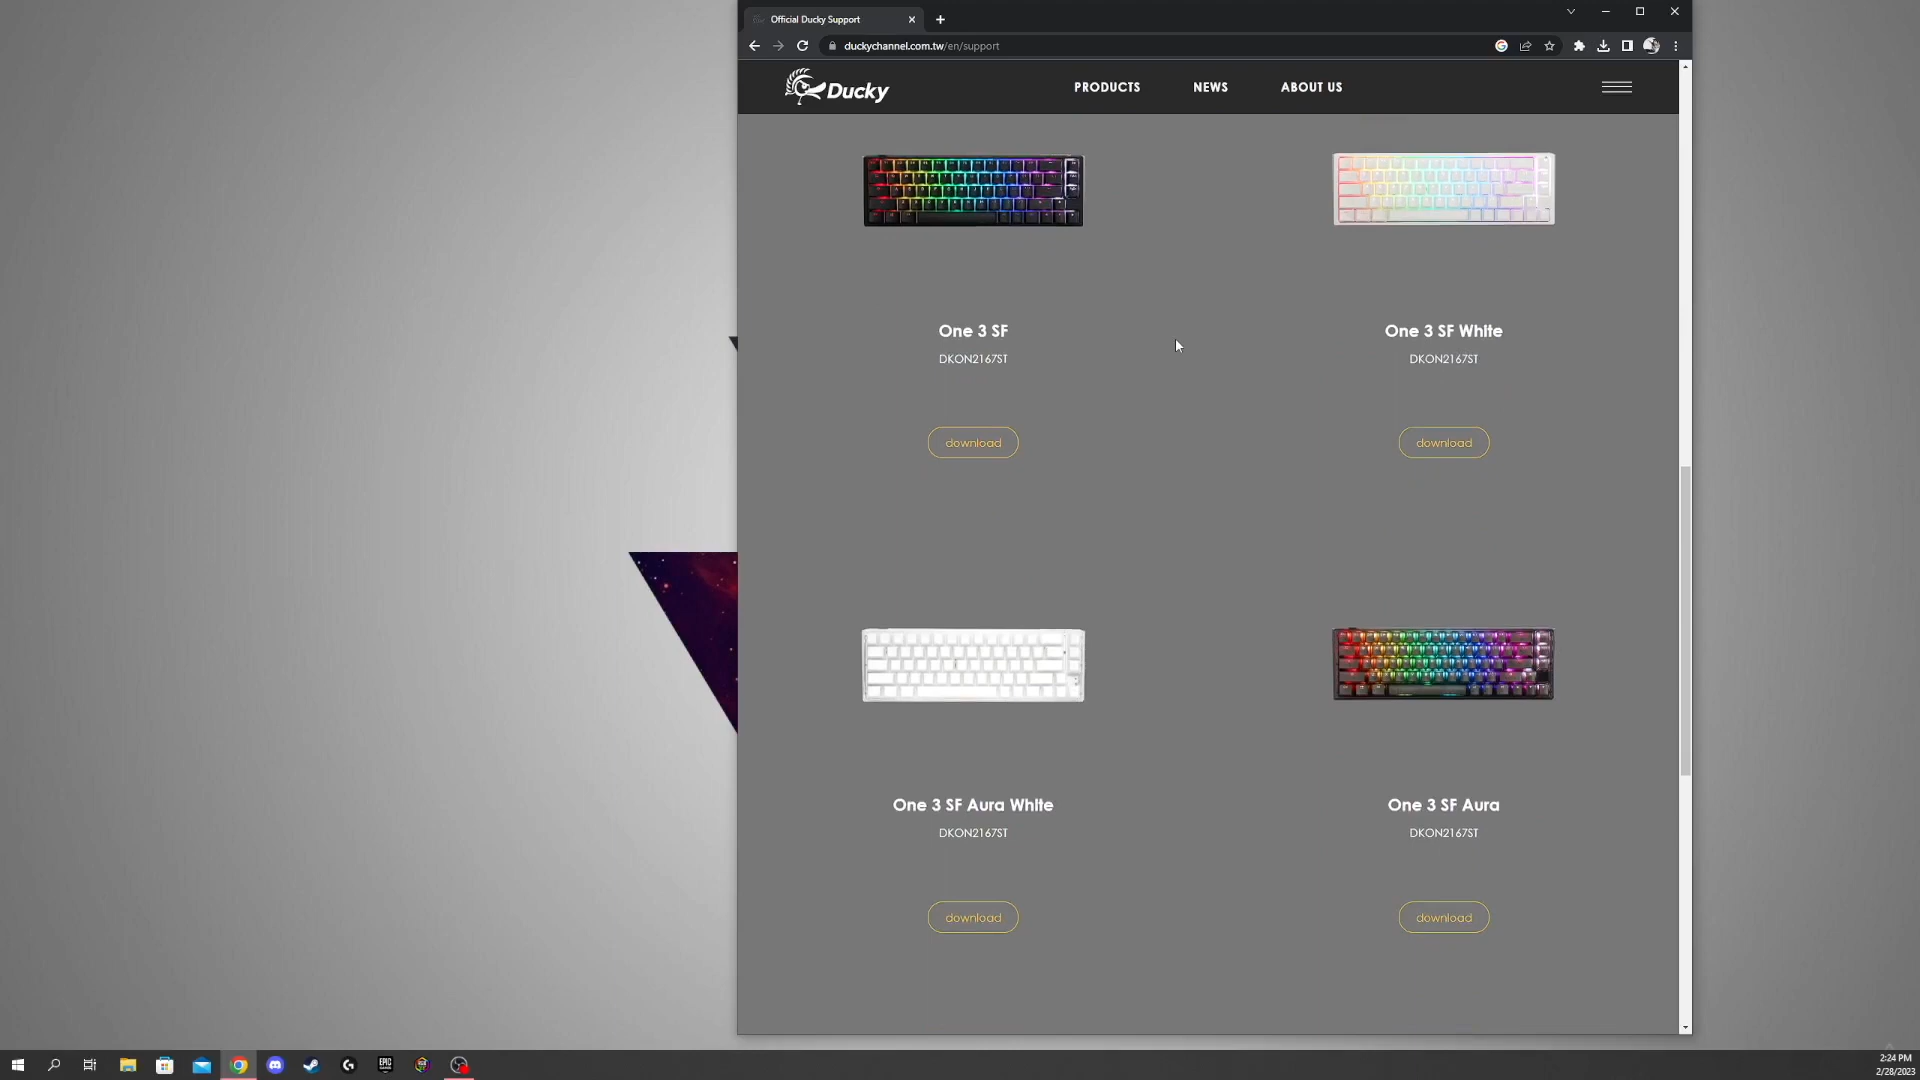 Official Ducky Support
duckychannel.com.tw/en/support
Ducky
PRODUCTS
NEWS
ABOUT US
One 3 SF
DKON2167ST
download
One 3 SF White
DKON2167ST
download
One 3 SF Aura White
DKON2167ST
download
One 3 SF Aura
DKON2167ST
download
EPIC
GAMES
2:24 PM
2/28/2023